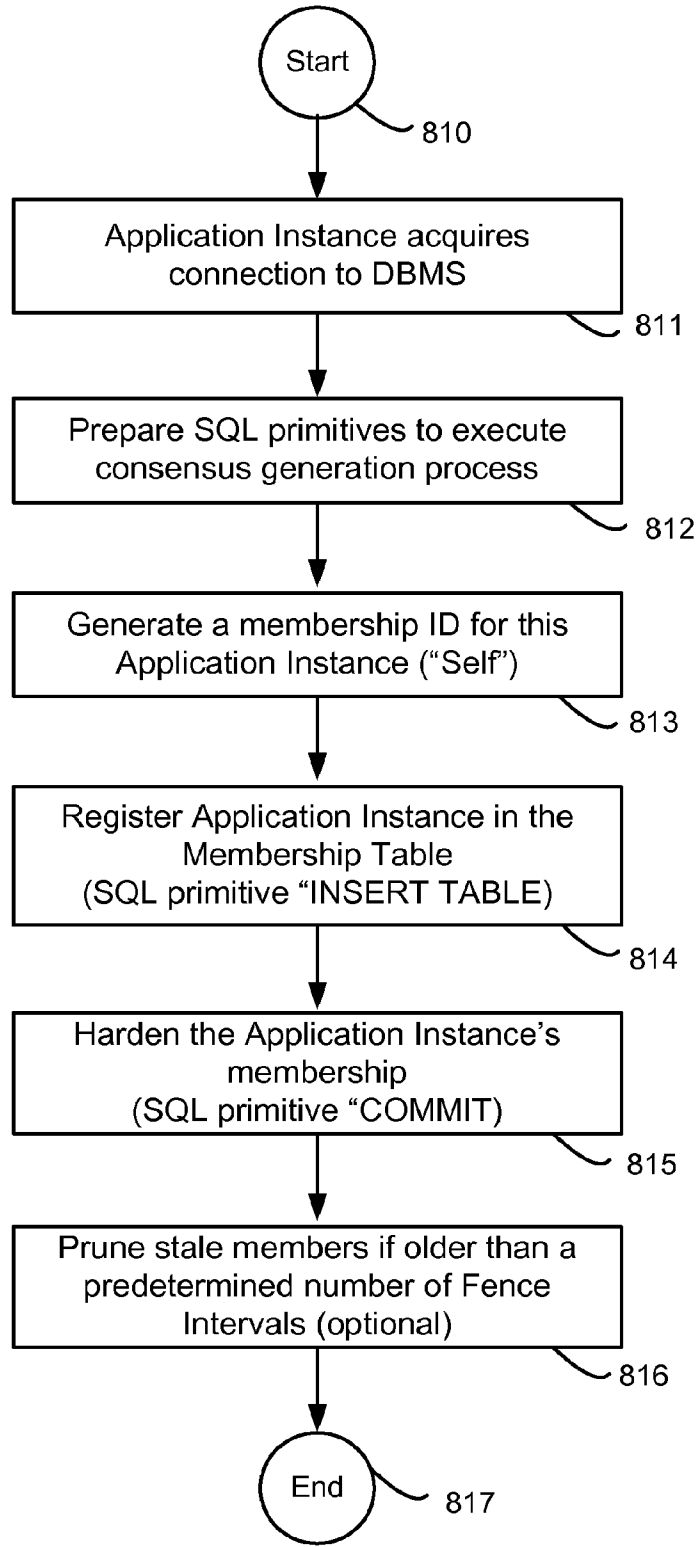 Start
810
Application Instance acquires
connection to DBMS
811
Prepare SQL primitives to execute
consensus generation process
812
Generate a membership ID for this
Application Instance (“Self”)
813
Register Application Instance in the
Membership Table
(SQL primitive “INSERT TABLE)
814
Harden the Application Instance’s
membership
(SQL primitive “COMMIT)
815
Prune stale members if older than a
predetermined number of Fence
Intervals (optional)
816
End
817